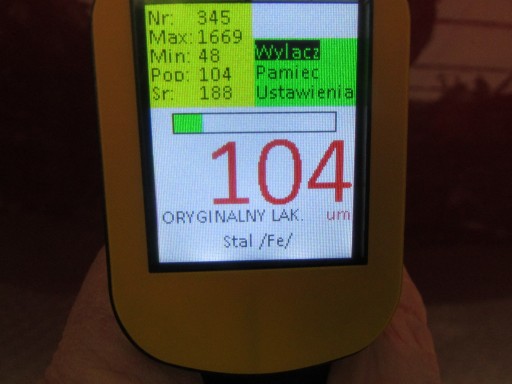 Nr: 345
Max: 1669
Min: 48
Pop: 104
Sr: 188
Wylacz
Pamiec
Ustawienia
104
ORYGINALNY LAK. um
Stal /Fe/